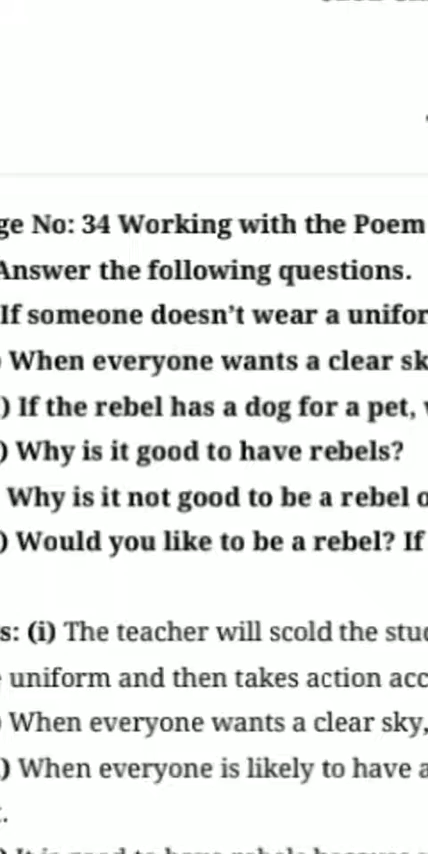 ge No: 34 Working with the Poem
Answer the following questions.
If someone doesn't wear a unifor
When everyone wants a clear sk
) If the rebel has a dog for a pet,
) Why is it good to have rebels?
Why is it not good to be a rebel o
) Would you like to be a rebel? If
s: (i) The teacher will scold the stud
uniform and then takes action acc
When everyone wants a clear sky,
) When everyone is likely to have a
.